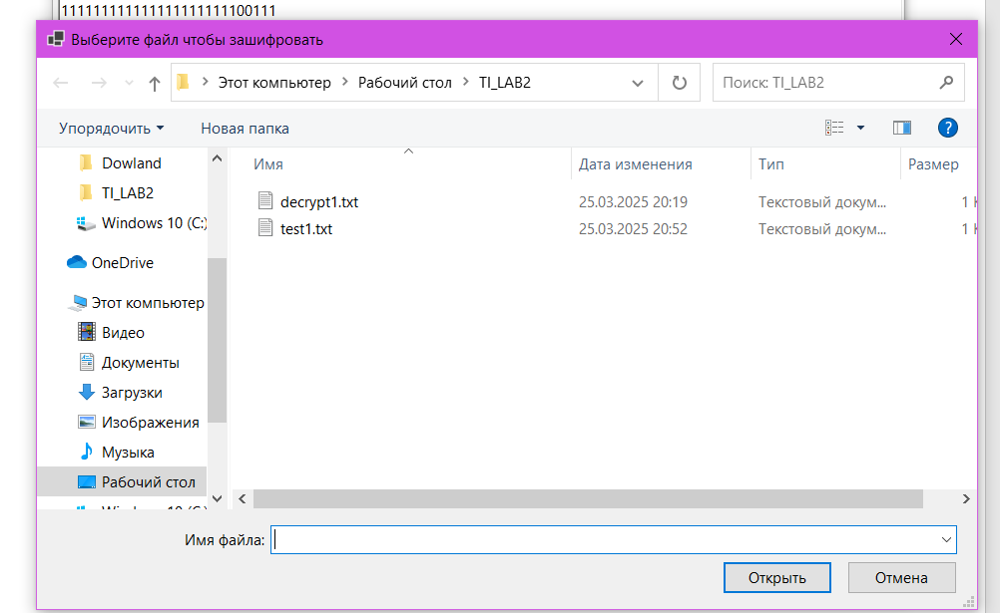 11111111111111111111111100111
Выберите файл чтобы зашифровать
Этот компьютер Рабочий стол TI_LAB2 Поиск: TI_LAB2
Упорядочить Новая папка ?
Dowland
TI_LAB2
Windows 10 (C:)
OneDrive
Этот компьютер
Видео
Документы
Загрузки
Изображения
Музыка
Рабочий стол
Имя Дата изменения Тип Размер
decrypt1.txt 25.03.2025 20:19 Текстовый докум... 1
test1.txt 25.03.2025 20:52 Текстовый докум... 1
Имя файла:
Открыть Отмена